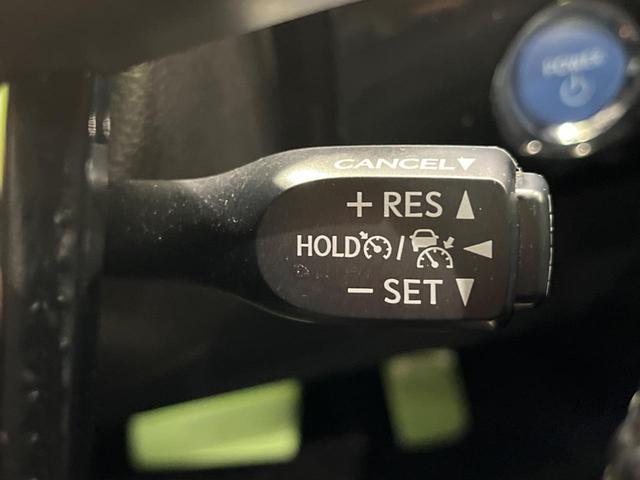 POWER
CANCEL▼
+ RES ▲
HOLD / ◀
− SET ▼